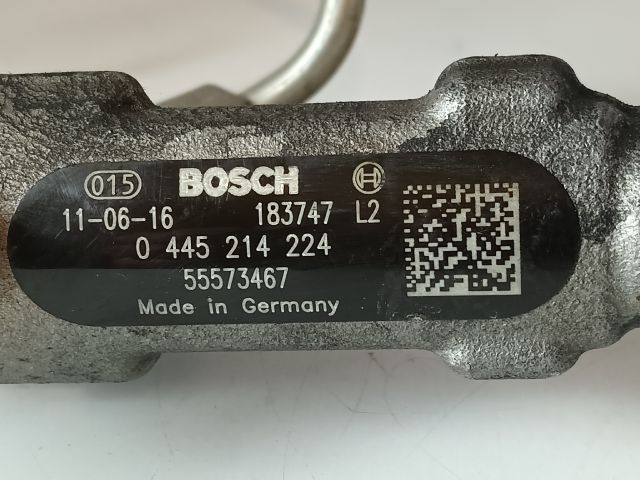 015 BOSCH
11-06-16 183747 L2
0 445 214 224
55573467
Made in Germany